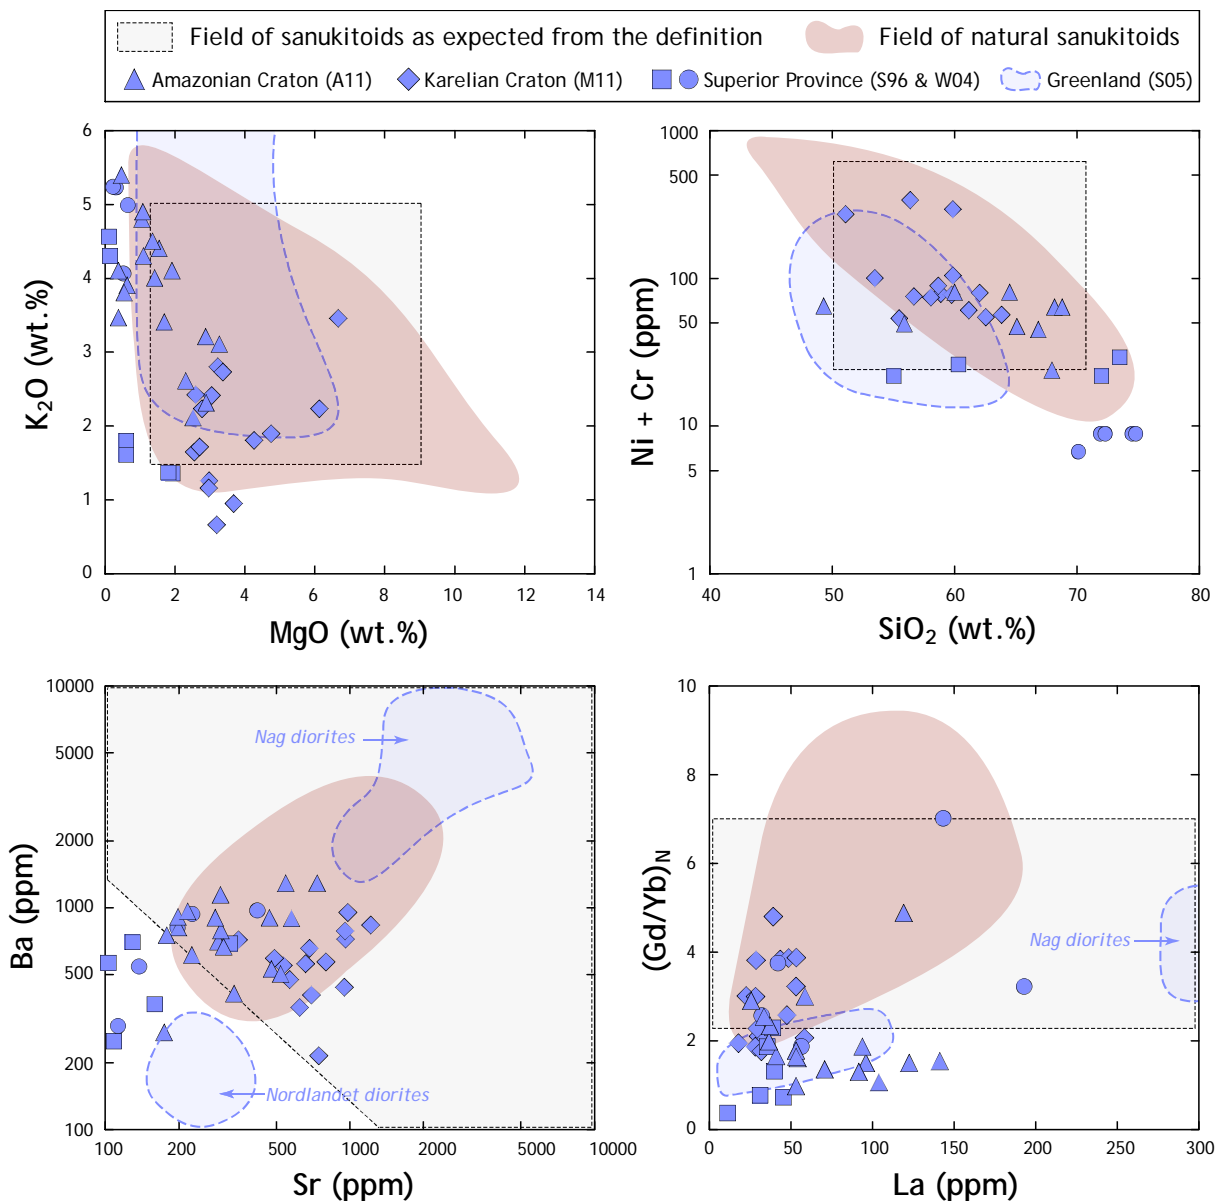 Field of sanukitoids as expected from the definition
Field of natural sanukitoids
Amazonian Craton (A11)
Karelian Craton (M11)
Superior Province (S96 & W04)
Greenland (S05)
6
5
4
3
2
1
0
K₂O (wt.%)
0 2 4 6 8 10 12 14
MgO (wt.%)
1000
500
100
50
10
5
1
Ni + Cr (ppm)
40 50 60 70 80
SiO₂ (wt.%)
10000
5000
2000
1000
500
200
100
Ba (ppm)
Nag diorites
Nordlandet diorites
100 200 500 1000 2000 5000 10000
Sr (ppm)
10
8
6
4
2
0
(Gd/Yb)N
Nag diorites
0 50 100 150 200 250 300
La (ppm)